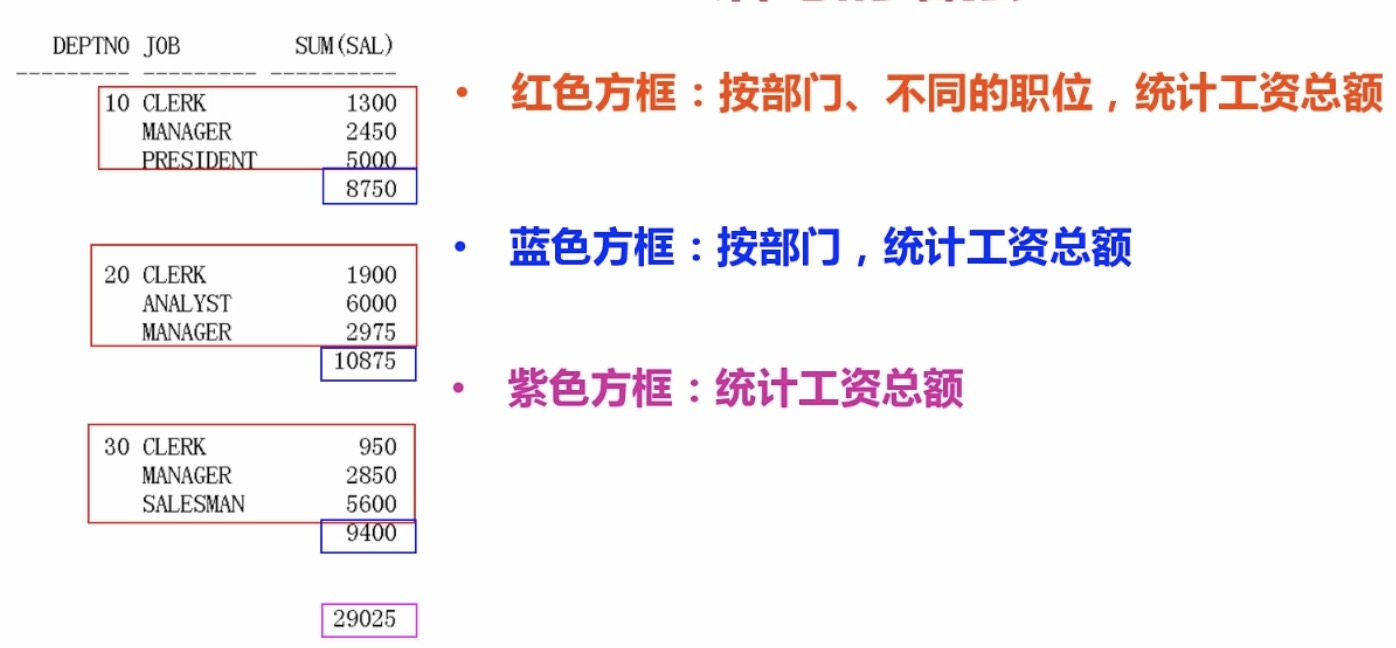 DEPTNO JOB SUM(SAL)
--------- --------- ----------
10 CLERK 1300
MANAGER 2450
PRESIDENT 5000
8750
20 CLERK 1900
ANALYST 6000
MANAGER 2975
10875
30 CLERK 950
MANAGER 2850
SALESMAN 5600
9400
29025
• 红色方框：按部门、不同的职位，统计工资总额
• 蓝色方框：按部门，统计工资总额
• 紫色方框：统计工资总额